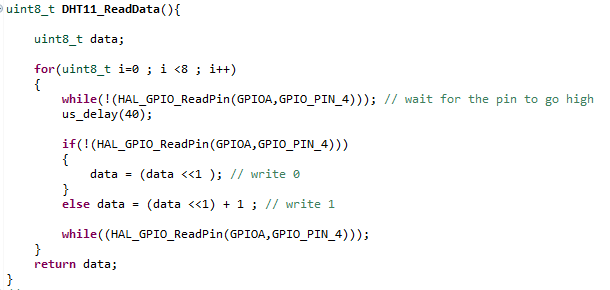 uint8_t DHT11_ReadData(){
uint8_t data;
for(uint8_t i=0 ; i <8 ; i++)
{
while(!(HAL_GPIO_ReadPin(GPIOA,GPIO_PIN_4))); // wait for the pin to go high
us_delay(40);
if(!(HAL_GPIO_ReadPin(GPIOA,GPIO_PIN_4)))
{
data = (data <<1 ); // write 0
}
else data = (data <<1) + 1 ; // write 1
while((HAL_GPIO_ReadPin(GPIOA,GPIO_PIN_4)));
}
return data;
}